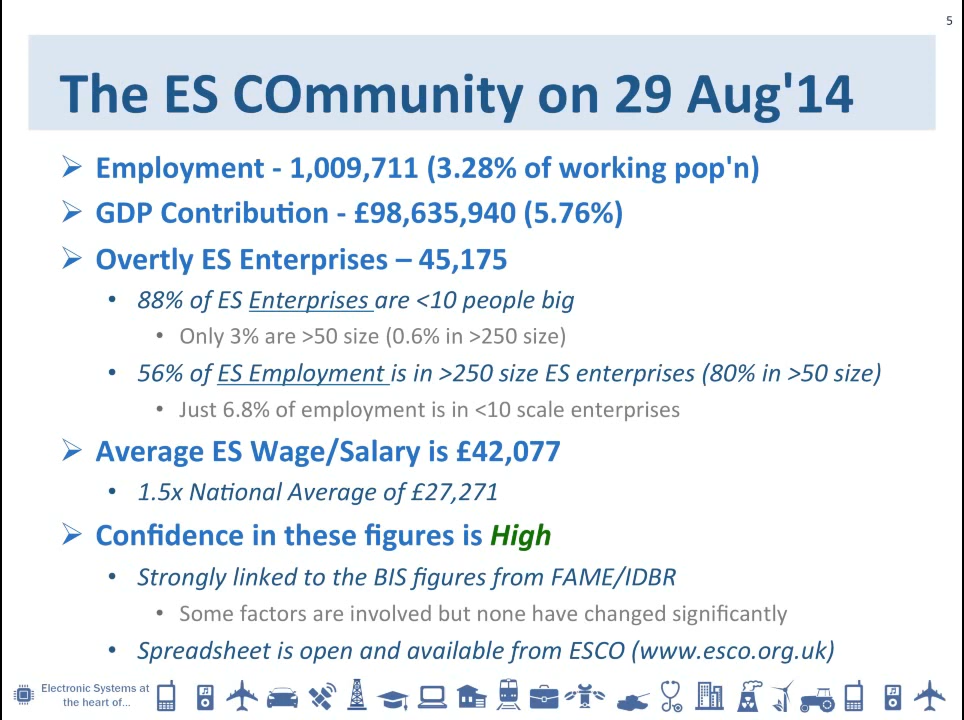 5
The ES COmmunity on 29 Aug'14
Employment - 1,009,711 (3.28% of working pop'n)
GDP Contribution - £98,635,940 (5.76%)
Overtly ES Enterprises – 45,175
88% of ES Enterprises are <10 people big
Only 3% are >50 size (0.6% in >250 size)
56% of ES Employment is in >250 size ES enterprises (80% in >50 size)
Just 6.8% of employment is in <10 scale enterprises
Average ES Wage/Salary is £42,077
1.5x National Average of £27,271
Confidence in these figures is High
Strongly linked to the BIS figures from FAME/IDBR
Some factors are involved but none have changed significantly
Spreadsheet is open and available from ESCO (www.esco.org.uk)
Electronic Systems at
the heart of...